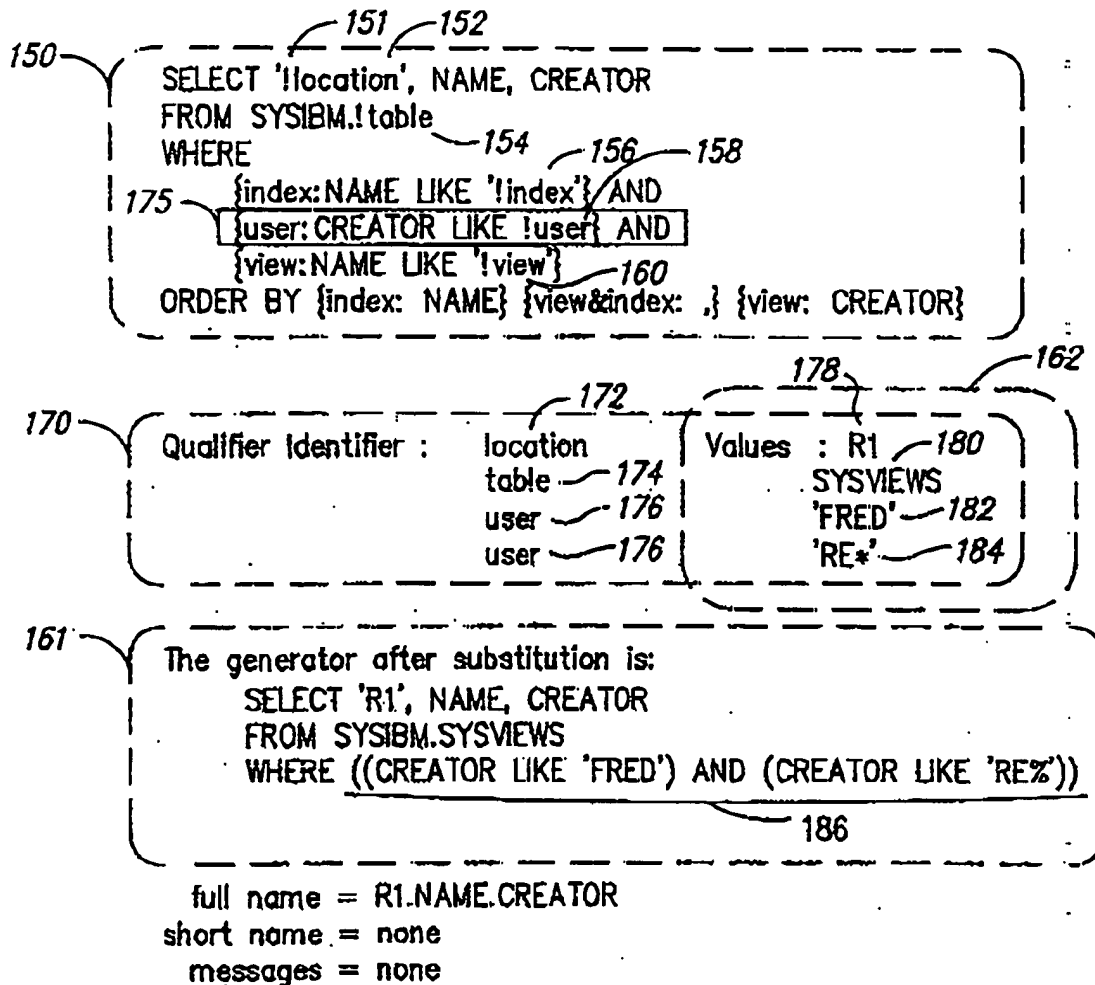 151 152
150
SELECT '!location', NAME, CREATOR
FROM SYSIBM.!table
154
WHERE
156 158
{index:NAME LIKE '!index'} AND
175
{user:CREATOR LIKE !user} AND
{view:NAME LIKE '!view'}
160
ORDER BY {index: NAME} {view&index: ,} {view: CREATOR}
162
178
172
170
Qualifier Identifier : location Values : R1 180
table 174 SYSVIEWS
user 176 'FRED' 182
user 176 'RE*' 184
161
The generator after substitution is:
SELECT 'R1', NAME, CREATOR
FROM SYSIBM.SYSVIEWS
WHERE ((CREATOR LIKE 'FRED') AND (CREATOR LIKE 'RE%'))
186
full name = R1.NAME.CREATOR
short name = none
messages = none